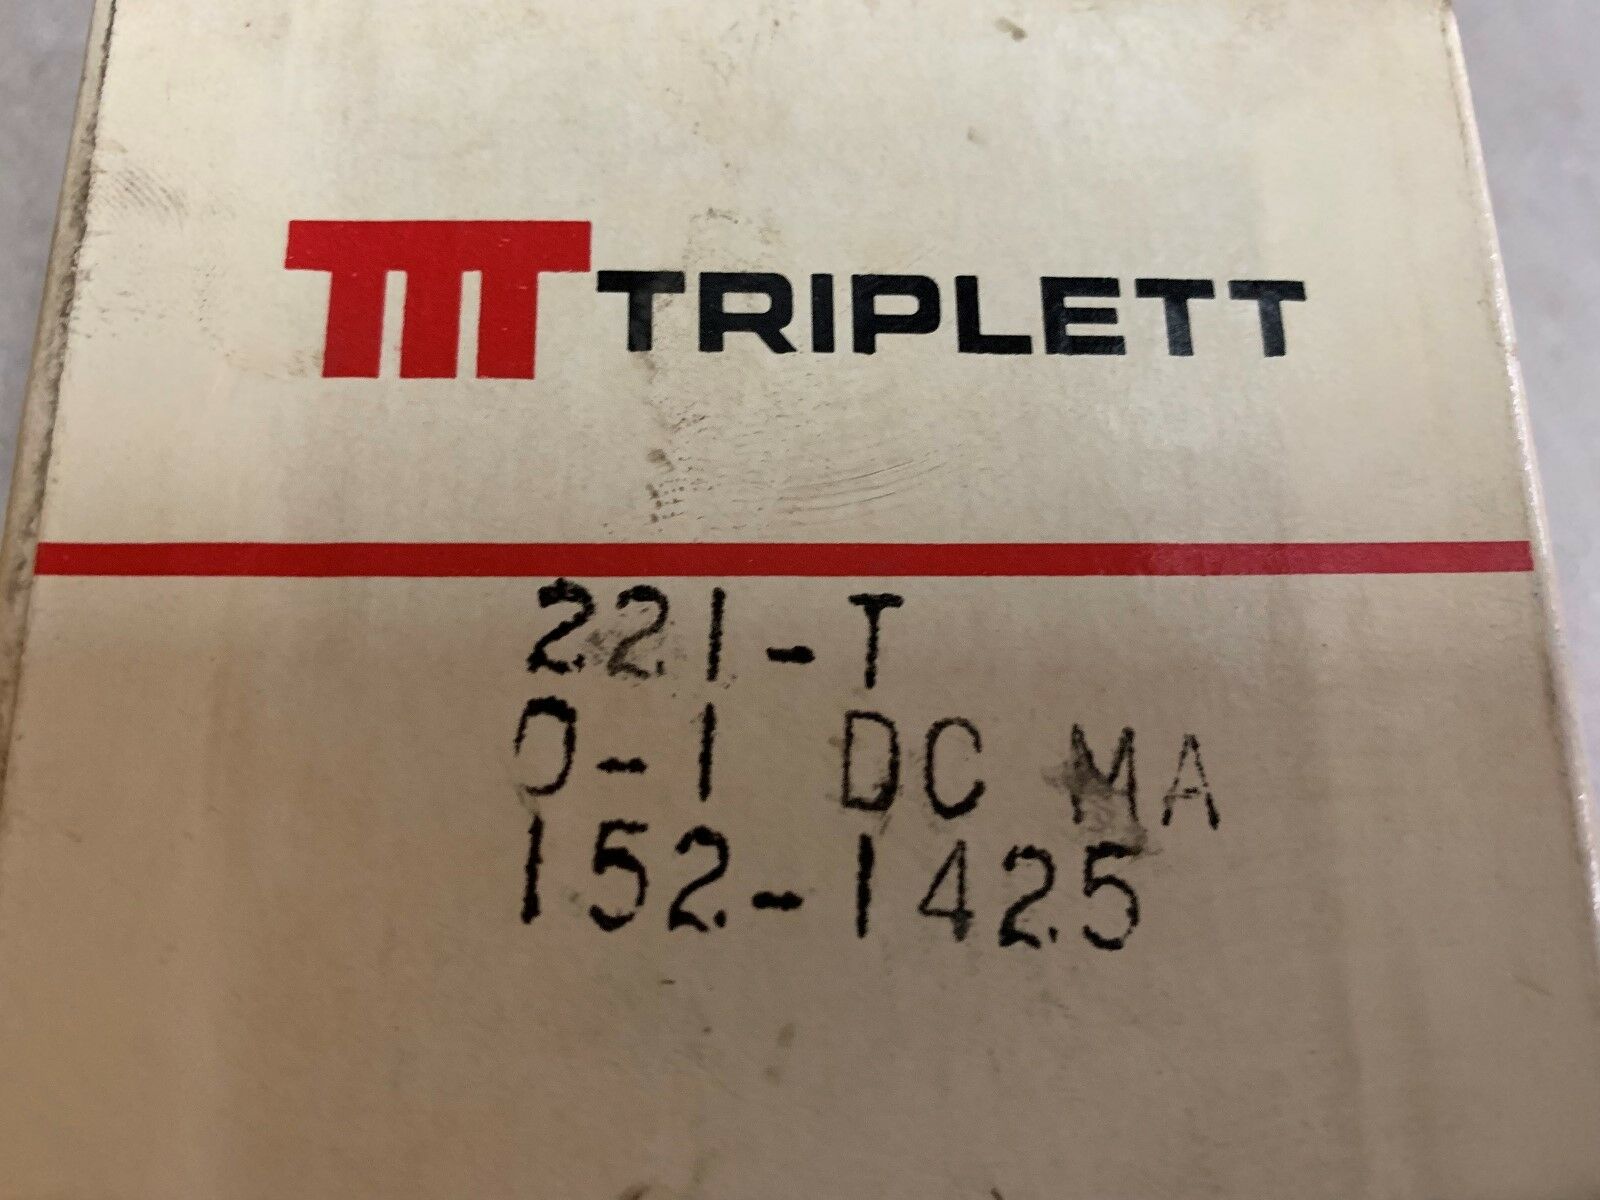 TRIPLETT
221-T
0-1 DC MA
152-1425